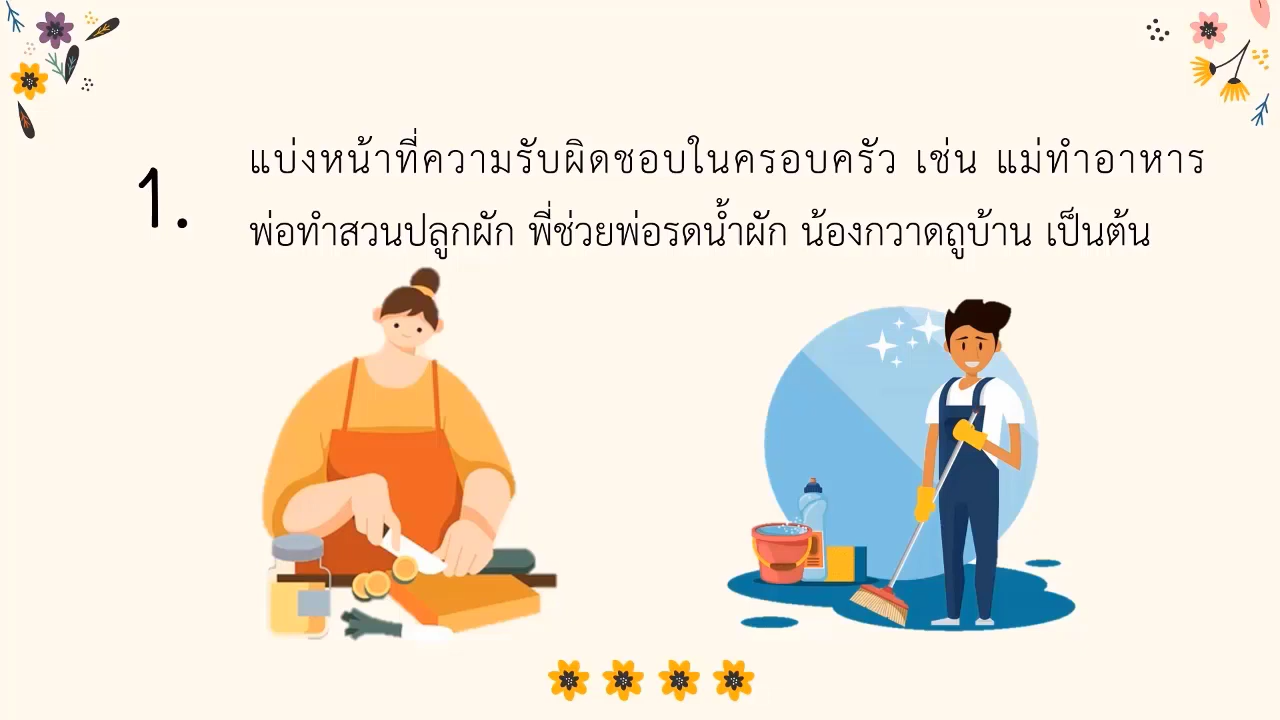 1.
แบ่งหน้าที่ความรับผิดชอบในครอบครัว เช่น แม่ทำอาหาร
พ่อทำสวนปลูกผัก พี่ช่วยพ่อรดน้ำผัก น้องกวาดถูบ้าน เป็นต้น